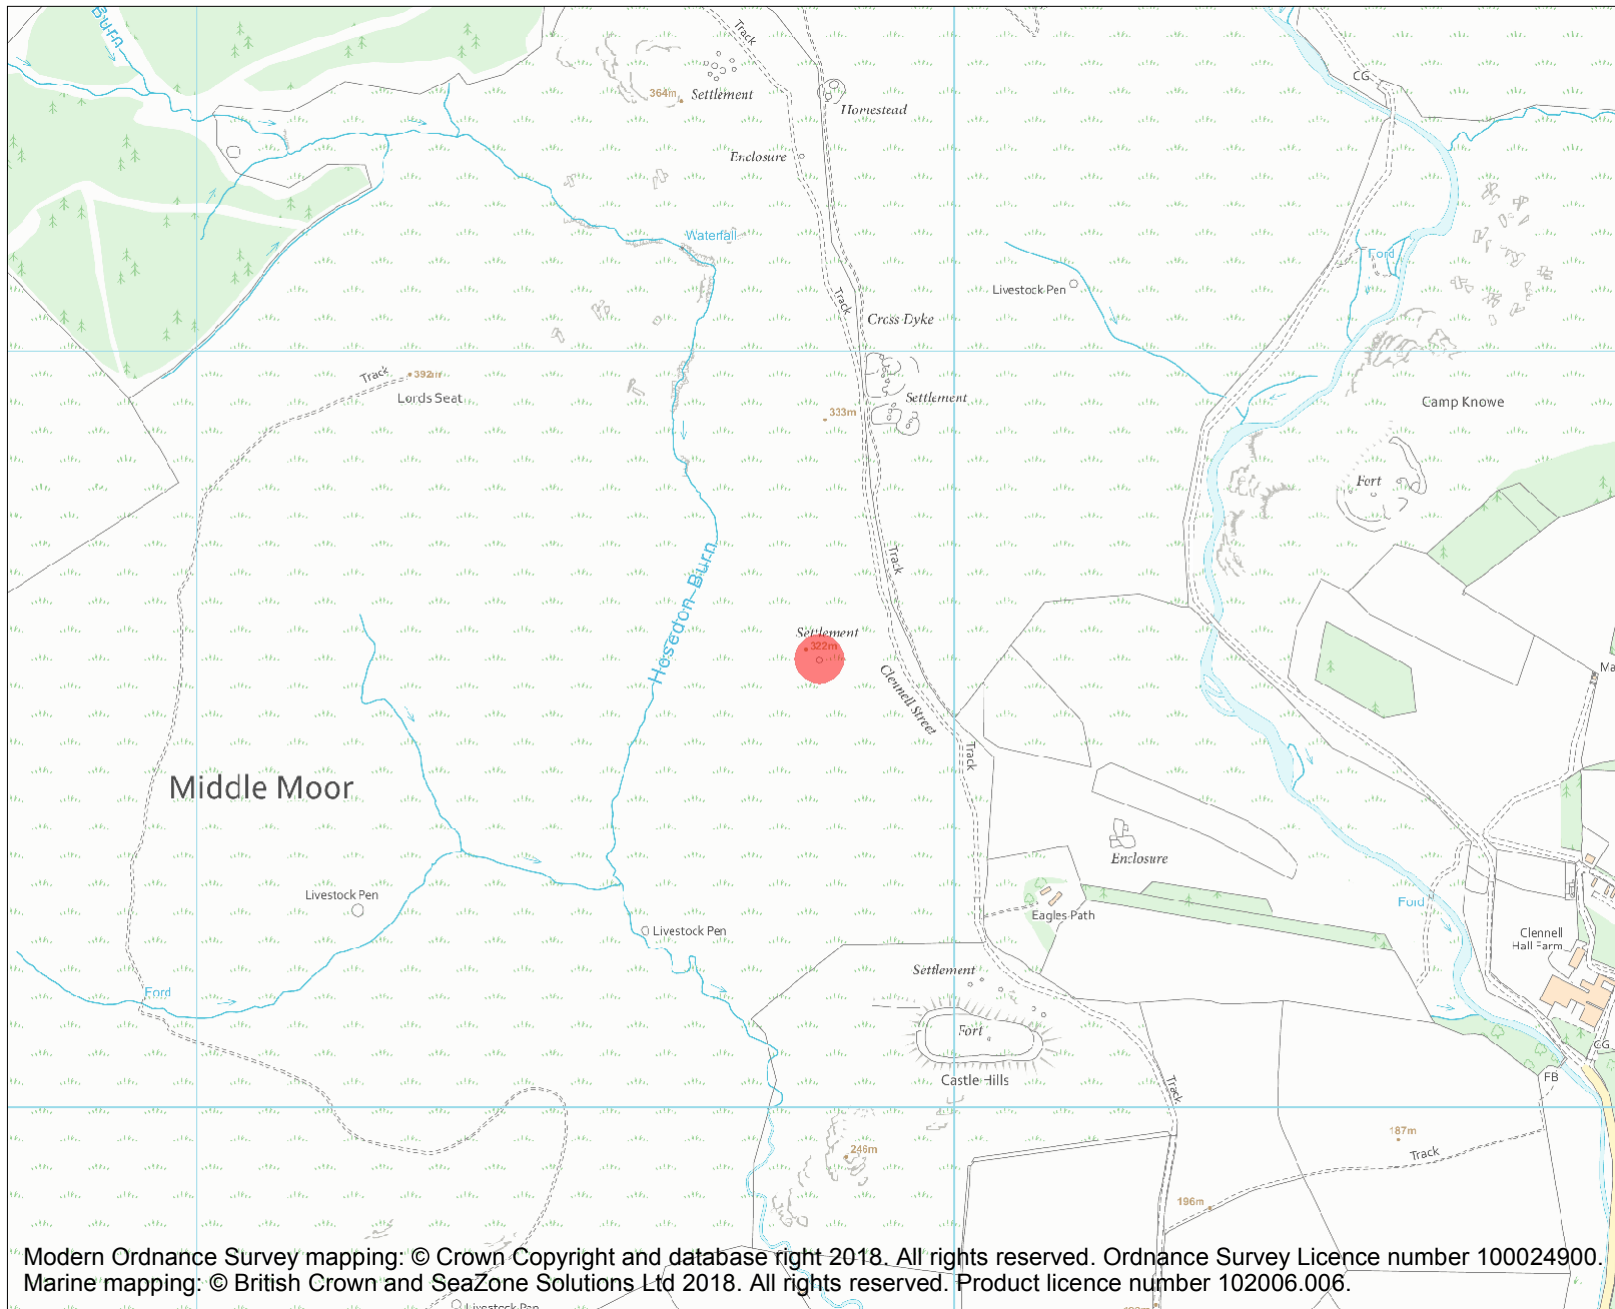 Burn
Track
CG
364m
Settlement
Homestead
Enclosure
Waterfall
Ford
Livestock Pen
Track
Cross Dyke
Track
392m
Lords Seat
Settlement
333m
Camp Knowe
Fort
Track
Hosedon Burn
Settlement
322m
Clennell Street
Track
Middle Moor
Enclosure
Livestock Pen
Eagles Path
Ford
Livestock Pen
Clennell
Hall Farm
Settlement
Ford
Fort
CG
Castle Hills
Track
FB
187m
246m
Track
196m
Modern Ordnance Survey mapping: © Crown Copyright and database right 2018. All rights reserved. Ordnance Survey Licence number 100024900.
Marine mapping: © British Crown and SeaZone Solutions Ltd 2018. All rights reserved. Product licence number 102006.006.
Livestock Pen